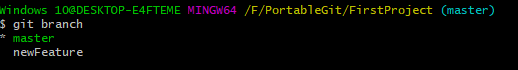 Windows 10@DESKTOP-E4FTEME MINGW64 /F/PortableGit/FirstProject (master)
$ git branch
* master
  newFeature